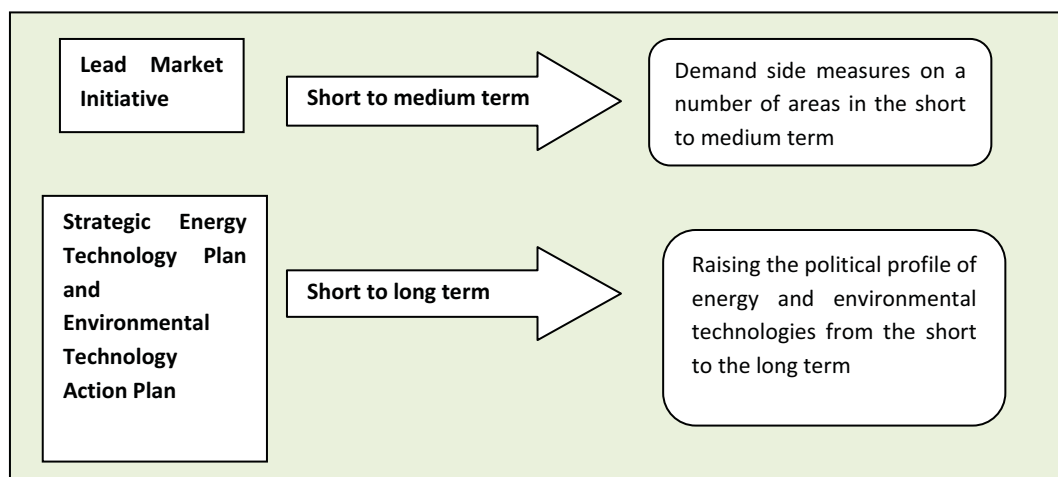 Lead Market
Initiative
Short to medium term
Demand side measures on a
number of areas in the short
to medium term
Strategic Energy
Technology Plan
and
Environmental
Technology
Action Plan
Short to long term
Raising the political profile of
energy and environmental
technologies from the short
to the long term